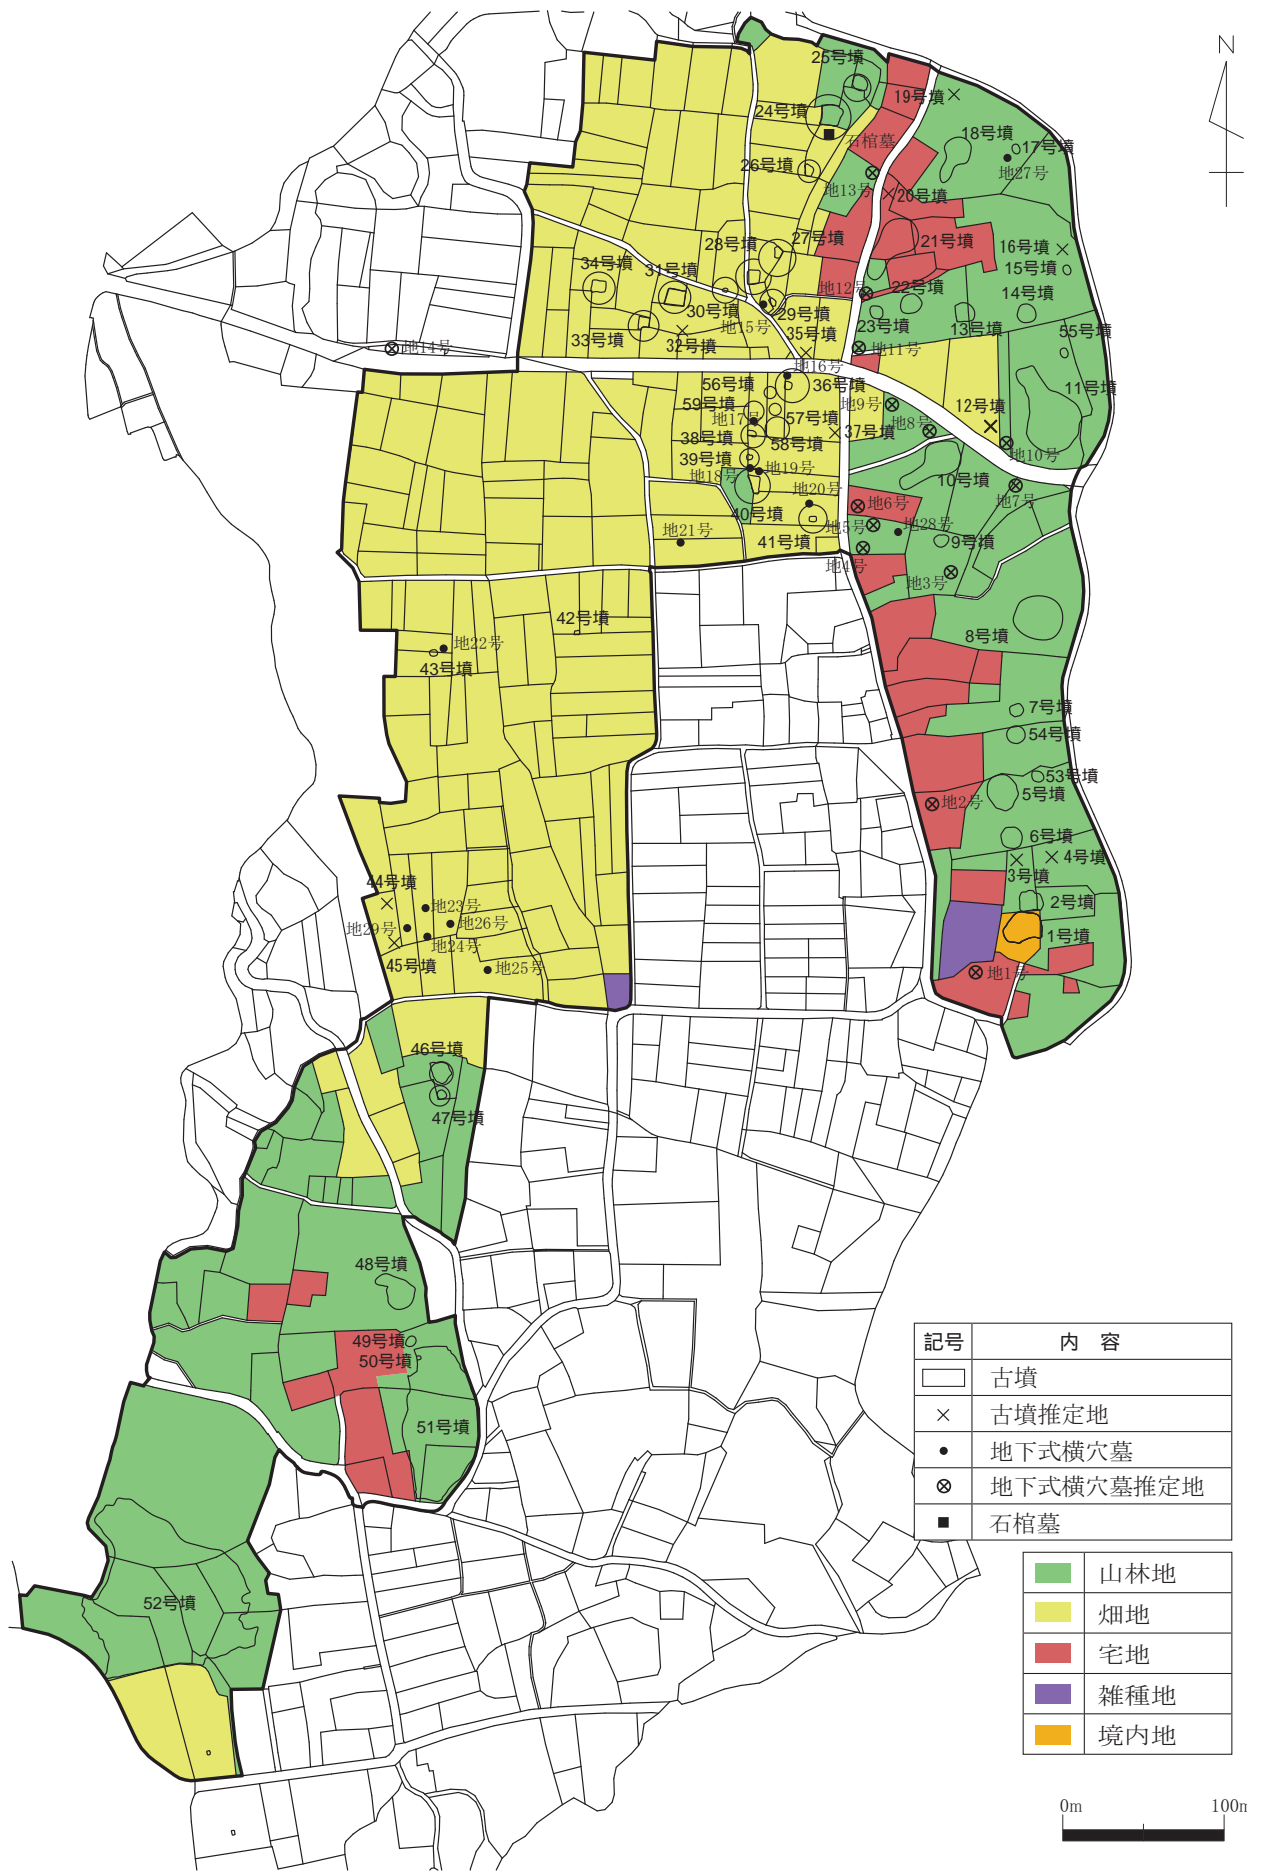 N
25号墳
24号墳
19号墳
石棺墓
18号墳
17号墳
地27号
26号墳
地13号
20号墳
28号墳
27号墳
21号墳
16号墳
15号墳
34号墳
31号墳
地12号
22号墳
14号墳
30号墳
地15号
29号墳
23号墳
13号墳
55号墳
33号墳
32号墳
35号墳
地14号
地11号
地16号
56号墳
36号墳
11号墳
59号墳
地17号
57号墳
地9号
12号墳
38号墳
58号墳
37号墳
地8号
地10号
39号墳
地18号
地19号
10号墳
地7号
地20号
地6号
40号墳
地5号
地28号
地21号
41号墳
9号墳
地4号
地3号
42号墳
8号墳
地22号
43号墳
7号墳
54号墳
53号墳
5号墳
地2号
6号墳
4号墳
3号墳
44号墳
2号墳
地23号
地29号
地26号
地24号
1号墳
45号墳
地25号
地1号
46号墳
47号墳
48号墳
49号墳
50号墳
51号墳
52号墳
記号 内 容
古墳
古墳推定地
地下式横穴墓
地下式横穴墓推定地
石棺墓
山林地
畑地
宅地
雑種地
境内地
0m 100m